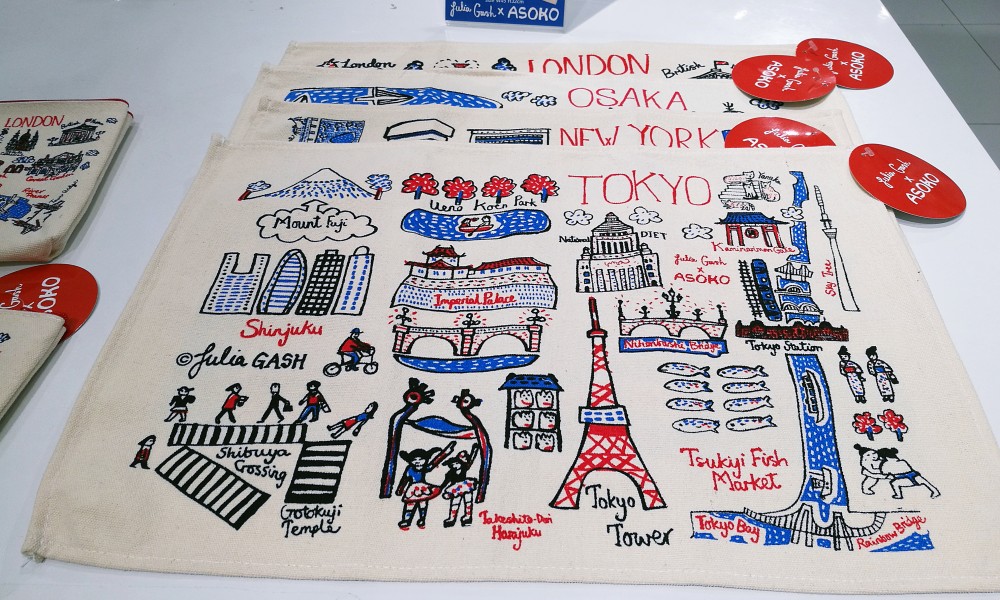 Julia Gash x ASOKO
London
LONDON
British
OSAKA
NEW YORK
TOKYO
Mount Fuji
Ueno Koen Park
National DIET
Kaminarimon Gate
Julia Gash
x
ASOKO
Sky Tree
Imperial Palace
Shinjuku
Nihonbashi Bridge
Tokyo Station
© Julia GASH
Shibuya
Crossing
Gotokuji
Temple
Takeshita-Dori
Harajuku
Tokyo
Tower
Tsukiji Fish
Market
Tokyo Bay
Rainbow Bridge
LONDON
Julia Gash
x
ASOKO
Julia Gash
x
ASOKO
Julia Gash
x
ASOKO
ASOKO